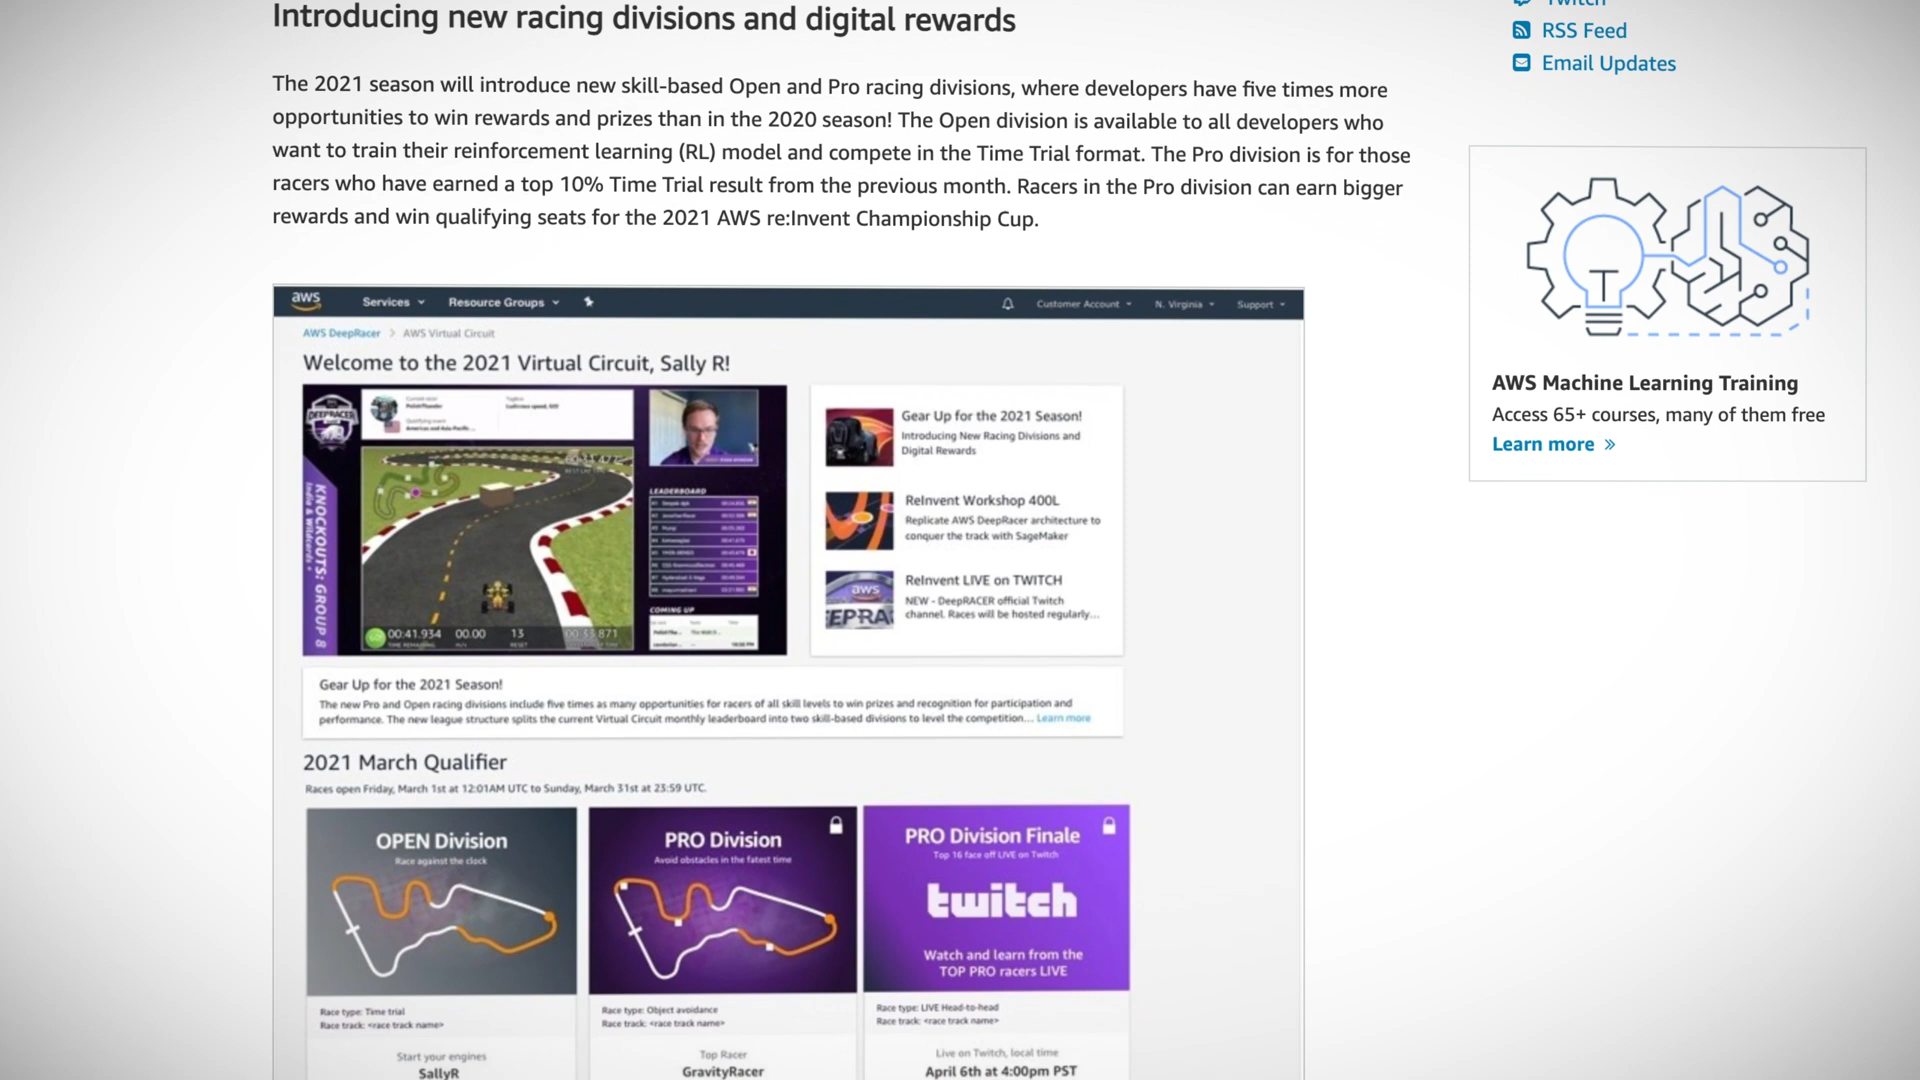 Introducing new racing divisions and digital rewards
The 2021 season will introduce new skill-based Open and Pro racing divisions, where developers have five times more
opportunities to win rewards and prizes than in the 2020 season! The Open division is available to all developers who
want to train their reinforcement learning (RL) model and compete in the Time Trial format. The Pro division is for those
racers who have earned a top 10% Time Trial result from the previous month. Racers in the Pro division can earn bigger
rewards and win qualifying seats for the 2021 AWS re:Invent Championship Cup.
Twitch
RSS Feed
Email Updates
AWS Machine Learning Training
Access 65+ courses, many of them free
Learn more »
aws Services Resource Groups Customer Account N. Virginia Support
AWS DeepRacer > AWS Virtual Circuit
Welcome to the 2021 Virtual Circuit, Sally R!
DEEPRACER
KNOCKOUTS: GROUP 8
LEADERBOARD
COMING UP
00:41.934 00.00 13 00:33.871
TIME REMAINING RESET
Gear Up for the 2021 Season!
Introducing New Racing Divisions and
Digital Rewards
ReInvent Workshop 400L
Replicate AWS DeepRacer architecture to
conquer the track with SageMaker
aws
EPRA
ReInvent LIVE on TWITCH
NEW - DeepRACER official Twitch
channel. Races will be hosted regularly...
Gear Up for the 2021 Season!
The new Pro and Open racing divisions include five times as many opportunities for racers of all skill levels to win prizes and recognition for participation and
performance. The new league structure splits the current Virtual Circuit monthly leaderboard into two skill-based divisions to level the competition... Learn more
2021 March Qualifier
Races open Friday, March 1st at 12:01AM UTC to Sunday, March 31st at 23:59 UTC.
OPEN Division
Race against the clock
Race type: Time trial
Race track: <race track name>
Start your engines
SallyR
PRO Division
Avoid obstacles in the fatest time
Race type: Object avoidance
Race track: <race track name>
Top Racer
GravityRacer
PRO Division Finale
Top 16 face off LIVE on Twitch
twitch
Watch and learn from the
TOP PRO racers LIVE
Race type: LIVE Head-to-head
Race track: <race track name>
Live on Twitch, local time
April 6th at 4:00pm PST